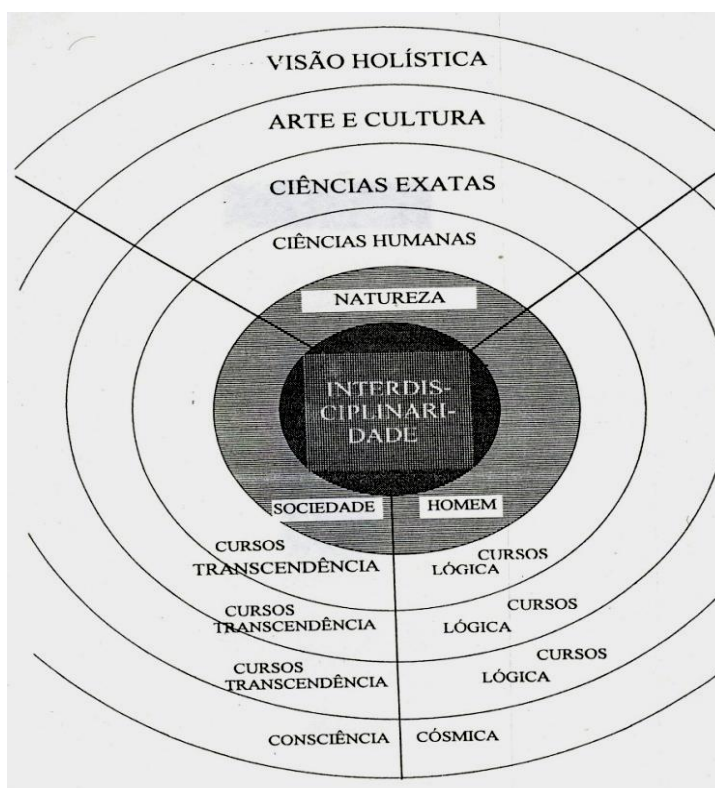 VISÃO HOLÍSTICA
ARTE E CULTURA
CIÊNCIAS EXATAS
CIÊNCIAS HUMANAS
NATUREZA
INTERDIS-
CIPLINARI-
DADE
SOCIEDADE
HOMEM
CURSOS
TRANSCENDÊNCIA
CURSOS
LÓGICA
CURSOS
TRANSCENDÊNCIA
CURSOS
LÓGICA
CURSOS
TRANSCENDÊNCIA
CURSOS
LÓGICA
CONSCIÊNCIA
CÓSMICA